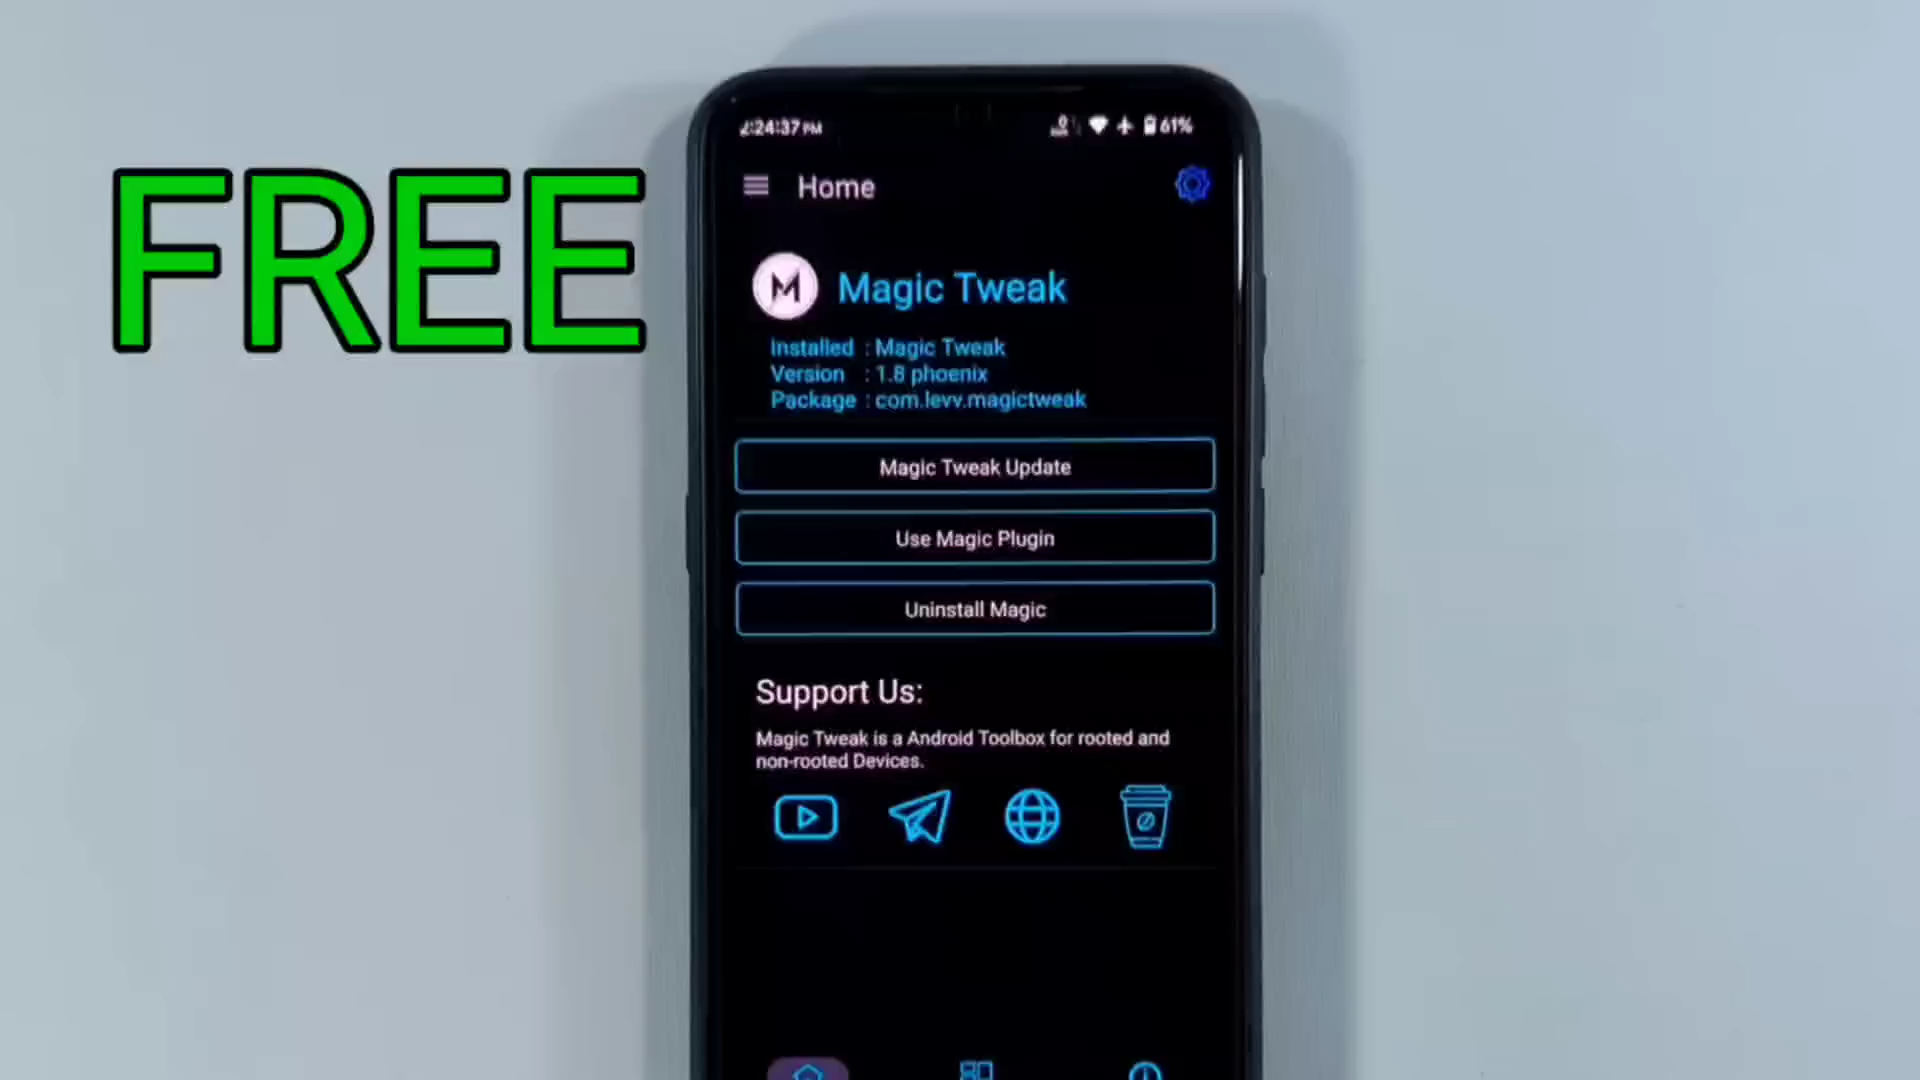 2:24:37 PM
61%
Home
FREE
M
Magic Tweak
Installed : Magic Tweak
Version : 1.8 phoenix
Package : com.levv.magictweak
Magic Tweak Update
Use Magic Plugin
Uninstall Magic
Support Us:
Magic Tweak is a Android Toolbox for rooted and
non-rooted Devices.